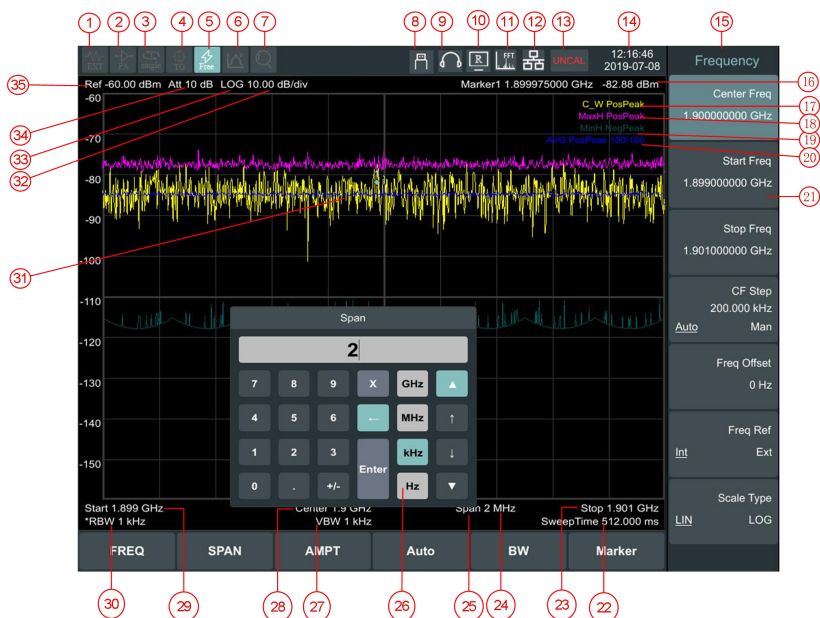 1 2 3 4 5 6 7 8 9 10 11 12 13 14 15
EXT PA angle TG Free R FFT UNCAL 12:16:46
2019-07-08
Frequency
35 Ref -60.00 dBm Att 10 dB LOG 10.00 dB/div Marker1 1.899975000 GHz -82.88 dBm 16
C_W PosPeak 17
MaxH PosPeak 18
MinH NegPeak 19
AVG PosPeak 100/100 20
34
33
32
31
-60
-70
-80
-90
-100
-110
-120
-130
-140
-150
Center Freq
1.900000000 GHz
Start Freq
1.899000000 GHz 21
Stop Freq
1.901000000 GHz
CF Step
200.000 kHz
Auto Man
Freq Offset
0 Hz
Freq Ref
Int Ext
Scale Type
LIN LOG
Span
2
7 8 9 X GHz ▲
4 5 6 ← MHz ↑
1 2 3 Enter kHz ↓
0 . +/- Hz ▼
Start 1.899 GHz Center 1.9 GHz Span 2 MHz Stop 1.901 GHz
*RBW 1 kHz VBW 1 kHz SweepTime 512.000 ms
FREQ SPAN AMPT Auto BW Marker
30 29 28 27 26 25 24 23 22